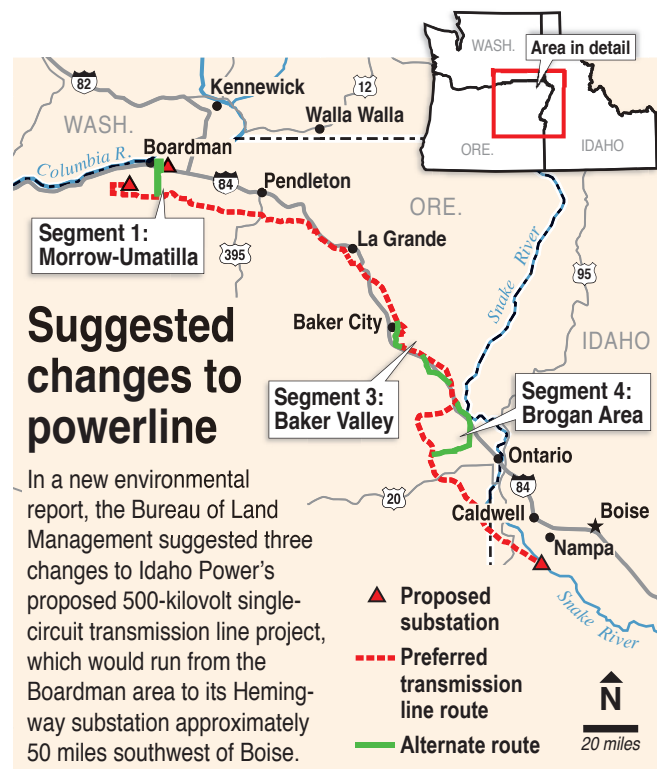 WASH.
Area in detail
ORE.
IDAHO
82
Kennewick
12
WASH.
Walla Walla
Boardman
Columbia R.
84
Pendleton
ORE.
Segment 1:
Morrow-Umatilla
395
La Grande
Snake River
95
Suggested
changes to
powerline
Baker City
IDAHO
Segment 3:
Baker Valley
Segment 4:
Brogan Area
Ontario
84
20
Caldwell
Boise
Nampa
Snake River
In a new environmental
report, the Bureau of Land
Management suggested three
changes to Idaho Power’s
proposed 500-kilovolt single-
circuit transmission line project,
which would run from the
Boardman area to its Heming-
way substation approximately
50 miles southwest of Boise.
Proposed
substation
Preferred
transmission
line route
Alternate route
N
20 miles